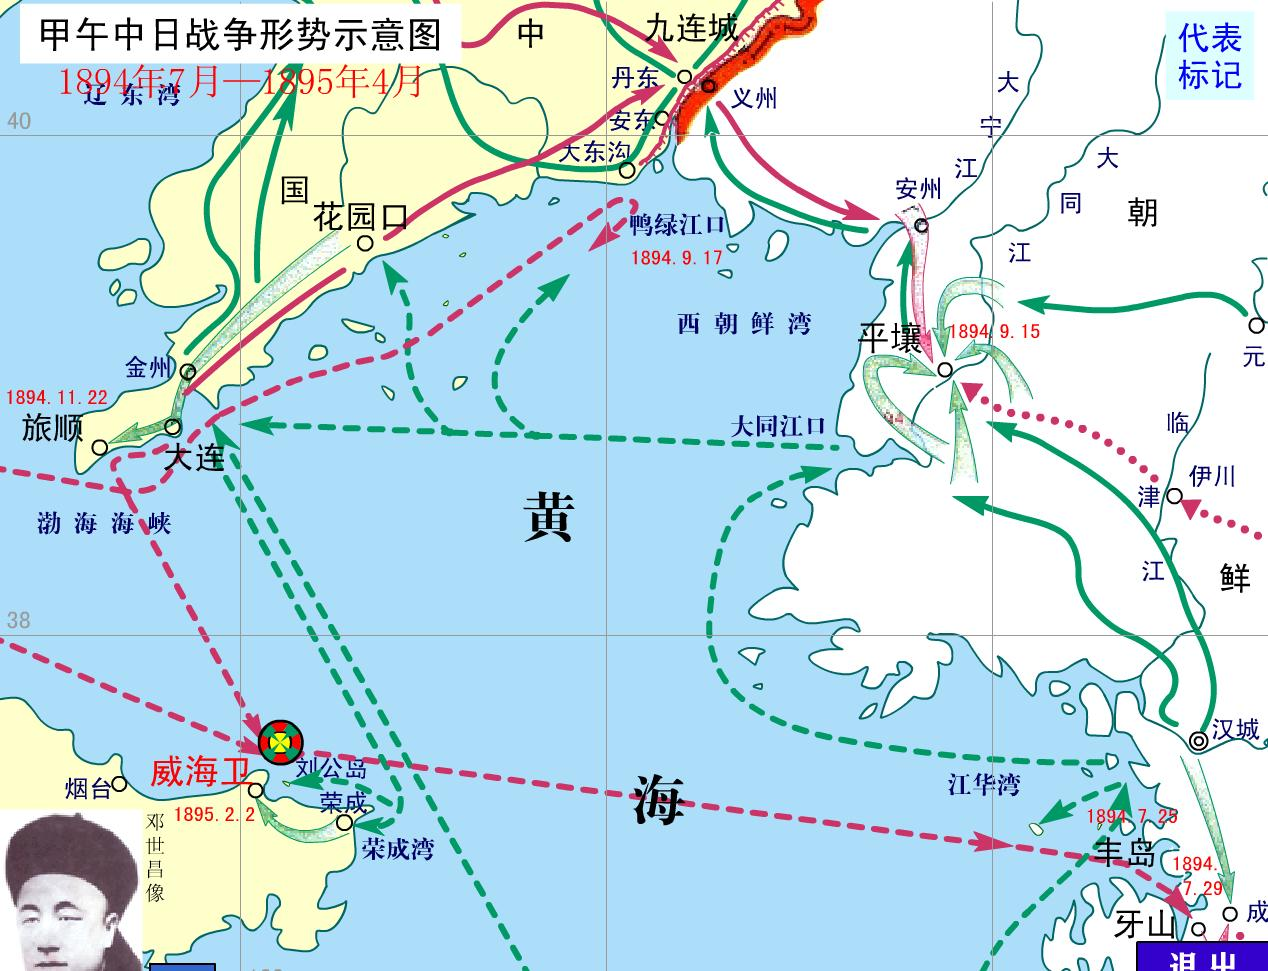 甲午中日战争形势示意图
1894年7月—1895年4月
辽东湾
中
九连城
代表
标记
丹东
义州
大
40
安东
宁
大东沟
大
江
国
安州
花园口
同
朝
鸭绿江口
江
1894.9.17
西朝鲜湾
平壤
1894.9.15
元
金州
1894.11.22
旅顺
大同江口
临
大连
伊川
津
渤海海峡
黄
江
鲜
38
汉城
威海卫
刘公岛
烟台
荣成
江华湾
海
1895.2.2
1894.7.25
荣成湾
丰岛
1894.
7.29
邓世昌像
成
牙山
退出